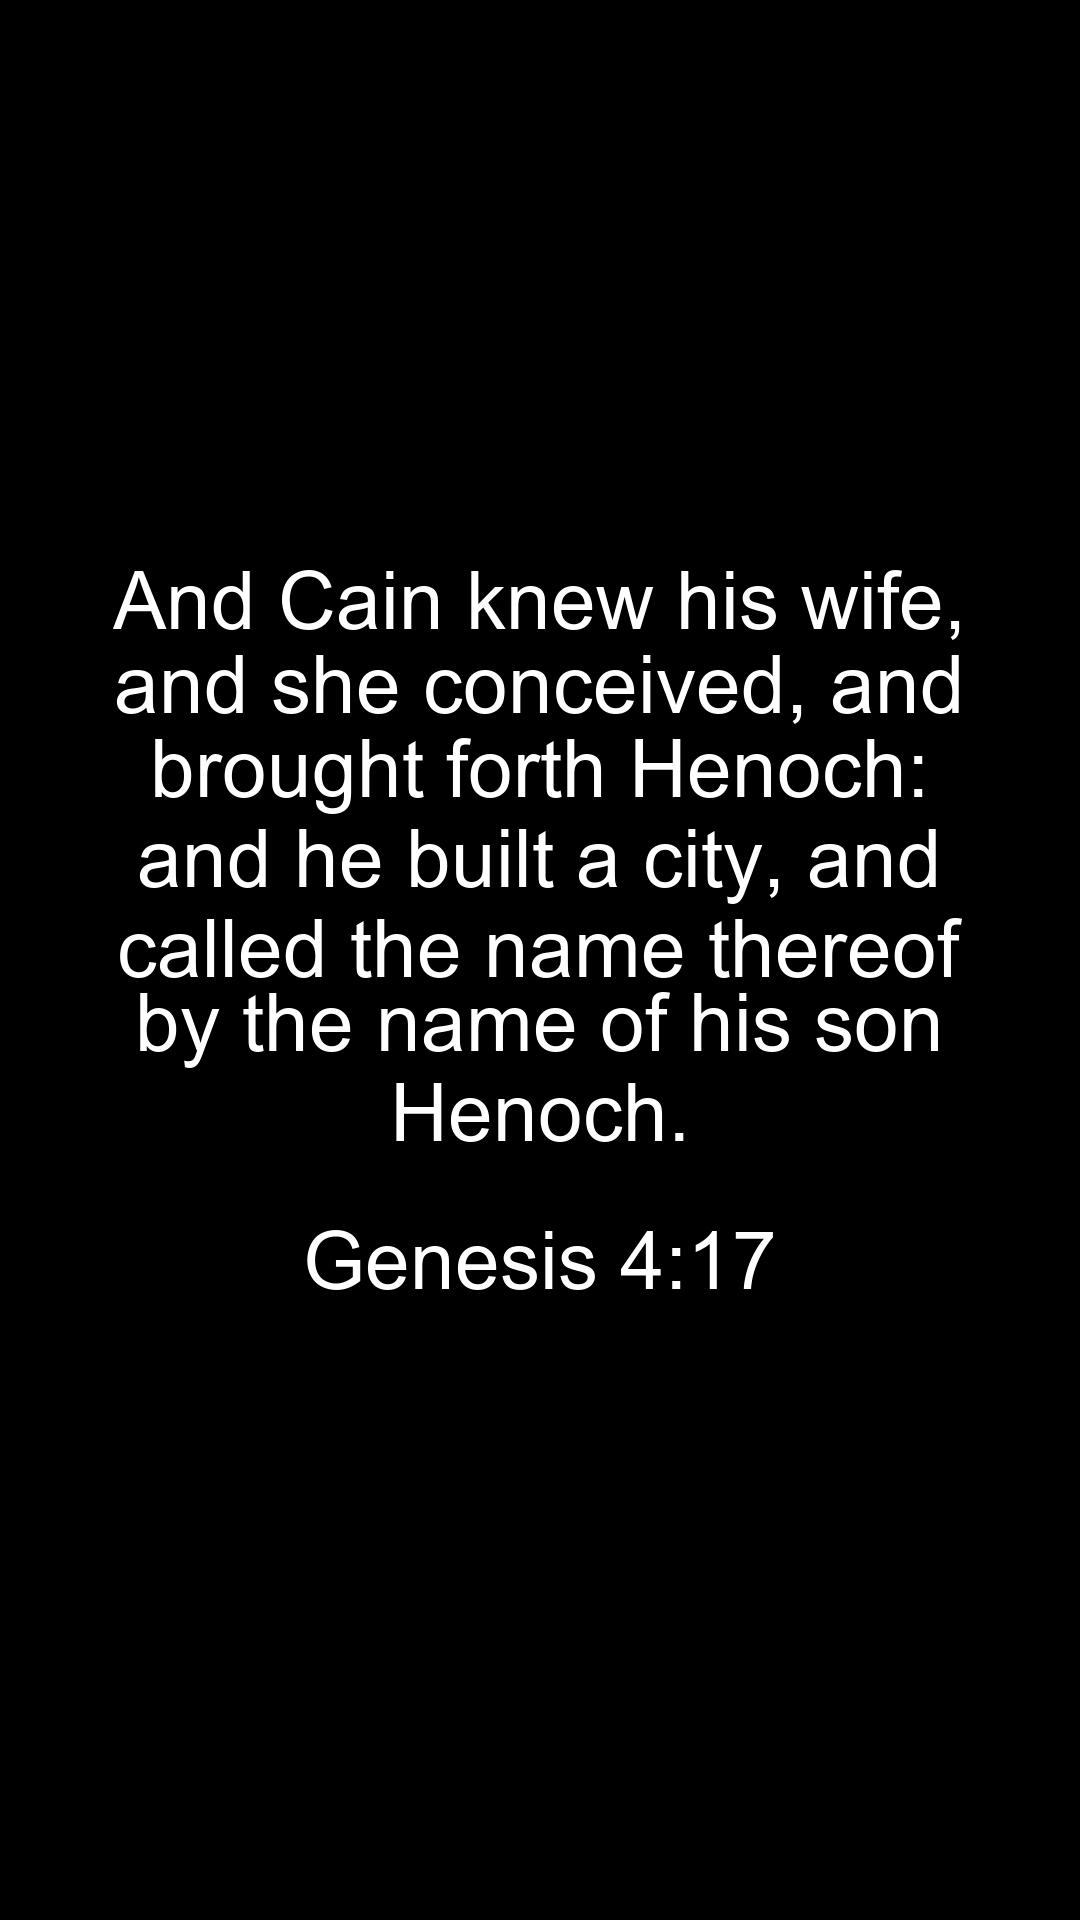 And Cain knew his wife,
and she conceived, and
brought forth Henoch:
and he built a city, and
called the name thereof
by the name of his son
Henoch.
Genesis 4:17